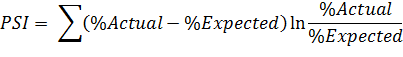 PSI = ∑(%Actual − %Expected) ln %Actual / %Expected